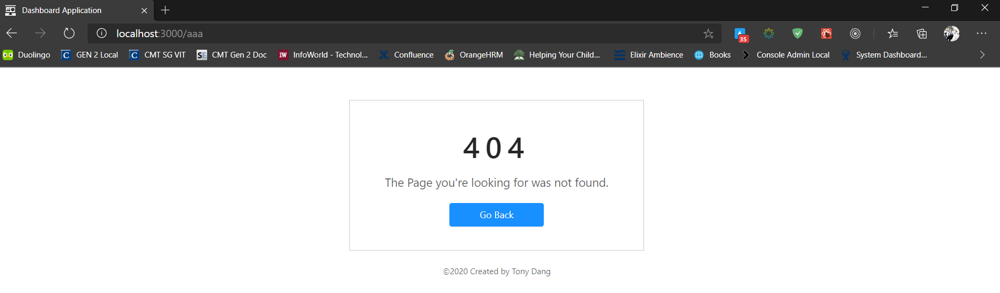 Dashboard Application
localhost:3000/aaa
35
Duolingo C GEN 2 Local C CMT SG VIT SE CMT Gen 2 Doc IW InfoWorld - Technol... Confluence OrangeHRM Helping Your Child... Elixir Ambience Books Console Admin Local System Dashboard...
404
The Page you're looking for was not found.
Go Back
©2020 Created by Tony Dang